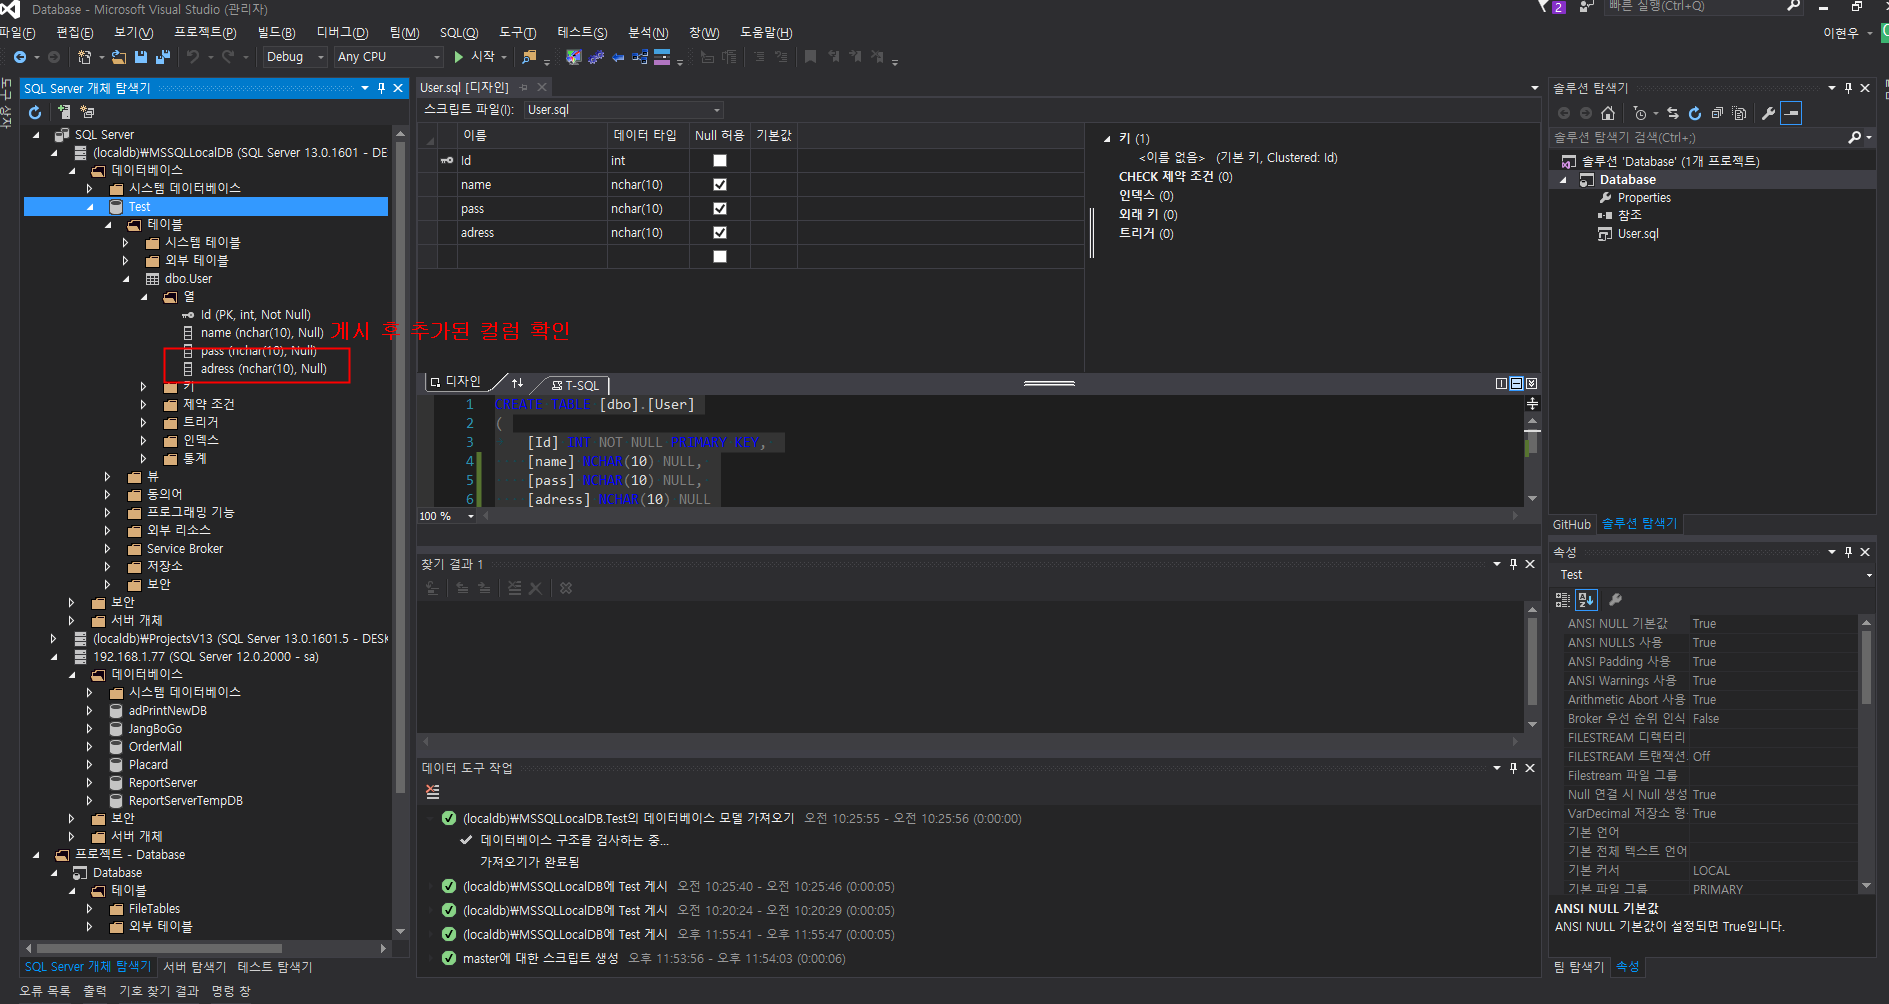 Database - Microsoft Visual Studio (관리자)
2
빠른 실행(Ctrl+Q)
파일(F) 편집(E) 보기(V) 프로젝트(P) 빌드(B) 디버그(D) 팀(M) SQL(Q) 도구(T) 테스트(S) 분석(N) 창(W) 도움말(H)
이현우
Debug Any CPU 시작
도구 상자
SQL Server 개체 탐색기
SQL Server
(localdb)₩MSSQLLocalDB (SQL Server 13.0.1601 - DE
데이터베이스
시스템 데이터베이스
Test
테이블
시스템 테이블
외부 테이블
dbo.User
열
Id (PK, int, Not Null)
name (nchar(10), Null)
게시 후 추가된 컬럼 확인
pass (nchar(10), Null)
adress (nchar(10), Null)
키
제약 조건
트리거
인덱스
통계
뷰
동의어
프로그래밍 기능
외부 리소스
Service Broker
저장소
보안
보안
서버 개체
(localdb)₩ProjectsV13 (SQL Server 13.0.1601.5 - DESK
192.168.1.77 (SQL Server 12.0.2000 - sa)
데이터베이스
시스템 데이터베이스
adPrintNewDB
JangBoGo
OrderMall
Placard
ReportServer
ReportServerTempDB
보안
서버 개체
프로젝트 - Database
Database
테이블
FileTables
외부 테이블
SQL Server 개체 탐색기 서버 탐색기 테스트 탐색기
오류 목록 출력 기호 찾기 결과 명령 창
User.sql [디자인]
스크립트 파일(I): User.sql
이름 데이터 타입 Null 허용 기본값
Id int
name nchar(10)
pass nchar(10)
adress nchar(10)
키 (1)
<이름 없음> (기본 키, Clustered: Id)
CHECK 제약 조건 (0)
인덱스 (0)
외래 키 (0)
트리거 (0)
디자인 T-SQL
1 CREATE TABLE [dbo].[User]
2 (
3 [Id] INT NOT NULL PRIMARY KEY,
4 [name] NCHAR(10) NULL,
5 [pass] NCHAR(10) NULL,
6 [adress] NCHAR(10) NULL
100 %
찾기 결과 1
데이터 도구 작업
(localdb)₩MSSQLLocalDB.Test의 데이터베이스 모델 가져오기 오전 10:25:55 - 오전 10:25:56 (0:00:00)
데이터베이스 구조를 검사하는 중...
가져오기가 완료됨
(localdb)₩MSSQLLocalDB에 Test 게시 오전 10:25:40 - 오전 10:25:46 (0:00:05)
(localdb)₩MSSQLLocalDB에 Test 게시 오전 10:20:24 - 오전 10:20:29 (0:00:05)
(localdb)₩MSSQLLocalDB에 Test 게시 오후 11:55:41 - 오후 11:55:47 (0:00:05)
master에 대한 스크립트 생성 오후 11:53:56 - 오후 11:54:03 (0:00:06)
솔루션 탐색기
솔루션 탐색기 검색(Ctrl+;)
솔루션 'Database' (1개 프로젝트)
Database
Properties
참조
User.sql
GitHub 솔루션 탐색기
속성
Test
ANSI NULL 기본값 True
ANSI NULLS 사용 True
ANSI Padding 사용 True
ANSI Warnings 사용 True
Arithmetic Abort 사용 True
Broker 우선 순위 인식 False
FILESTREAM 디렉터리
FILESTREAM 트랜잭션 Off
Filestream 파일 그룹
Null 연결 시 Null 생성 True
VarDecimal 저장소 형 True
기본 언어
기본 전체 텍스트 언어
기본 커서 LOCAL
기본 파일 그룹 PRIMARY
ANSI NULL 기본값
ANSI NULL 기본값이 설정되면 True입니다.
팀 탐색기 속성